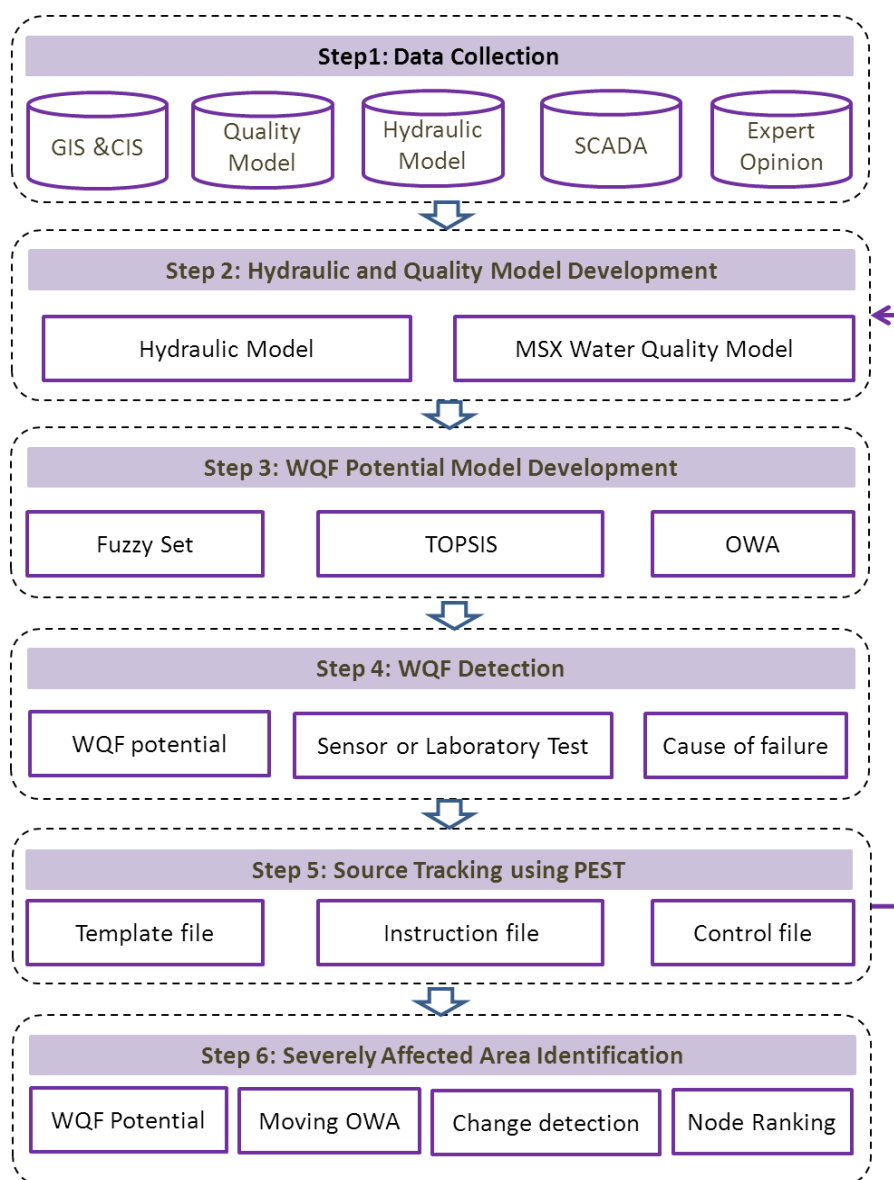 Step1: Data Collection
GIS &CIS
Quality
Model
Hydraulic
Model
SCADA
Expert
Opinion
Step 2: Hydraulic and Quality Model Development
Hydraulic Model
MSX Water Quality Model
Step 3: WQF Potential Model Development
Fuzzy Set
TOPSIS
OWA
Step 4: WQF Detection
WQF potential
Sensor or Laboratory Test
Cause of failure
Step 5: Source Tracking using PEST
Template file
Instruction file
Control file
Step 6: Severely Affected Area Identification
WQF Potential
Moving OWA
Change detection
Node Ranking